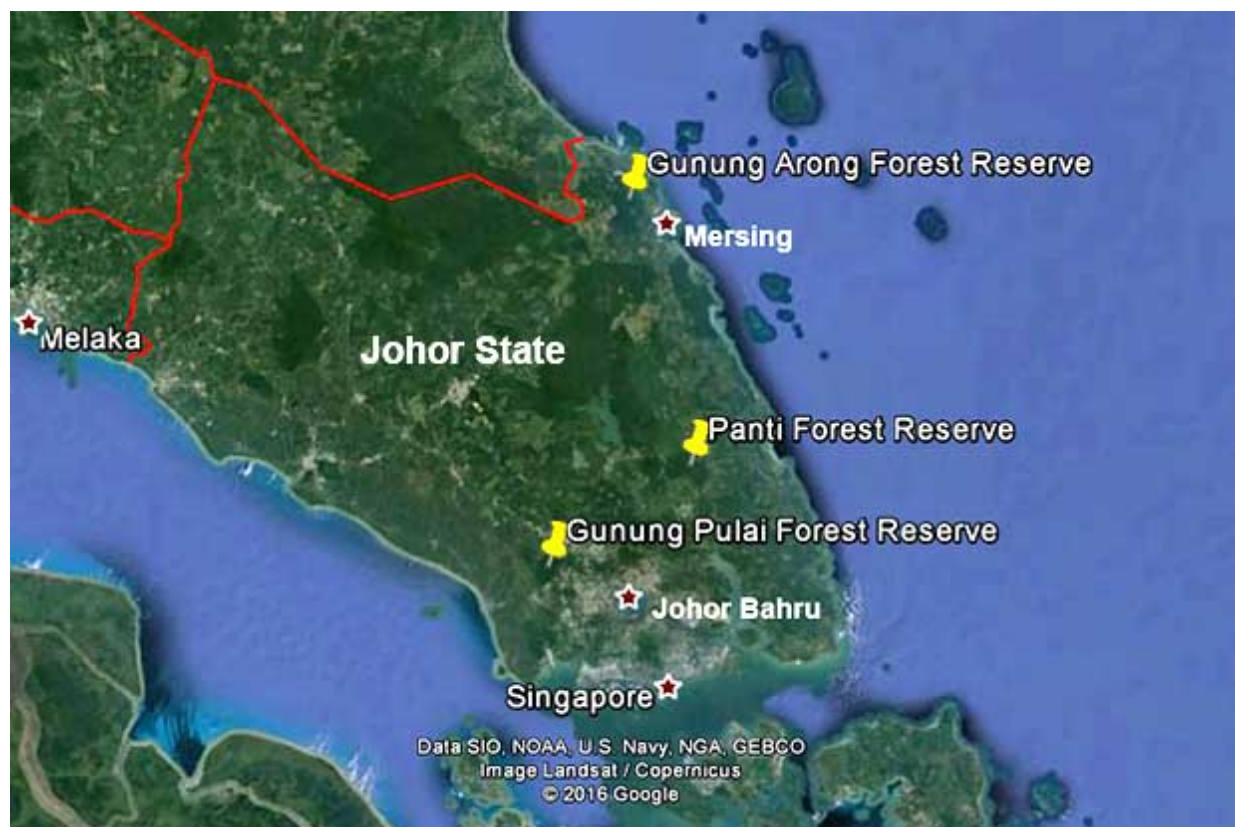 Gunung Arong Forest Reserve
Mersing
Melaka
Johor State
Panti Forest Reserve
Gunung Pulai Forest Reserve
Johor Bahru
Singapore
Data SIO, NOAA, U.S. Navy, NGA, GEBCO
Image Landsat / Copernicus
© 2016 Google